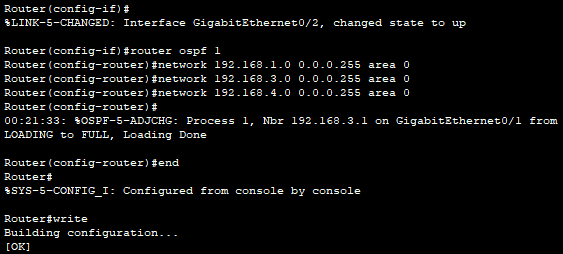 Router(config-if)#
%LINK-5-CHANGED: Interface GigabitEthernet0/2, changed state to up
Router(config-if)#router ospf 1
Router(config-router)#network 192.168.1.0 0.0.0.255 area 0
Router(config-router)#network 192.168.3.0 0.0.0.255 area 0
Router(config-router)#network 192.168.4.0 0.0.0.255 area 0
Router(config-router)#
00:21:33: %OSPF-5-ADJCHG: Process 1, Nbr 192.168.3.1 on GigabitEthernet0/1 from
LOADING to FULL, Loading Done
Router(config-router)#end
Router#
%SYS-5-CONFIG_I: Configured from console by console
Router#write
Building configuration...
[OK]